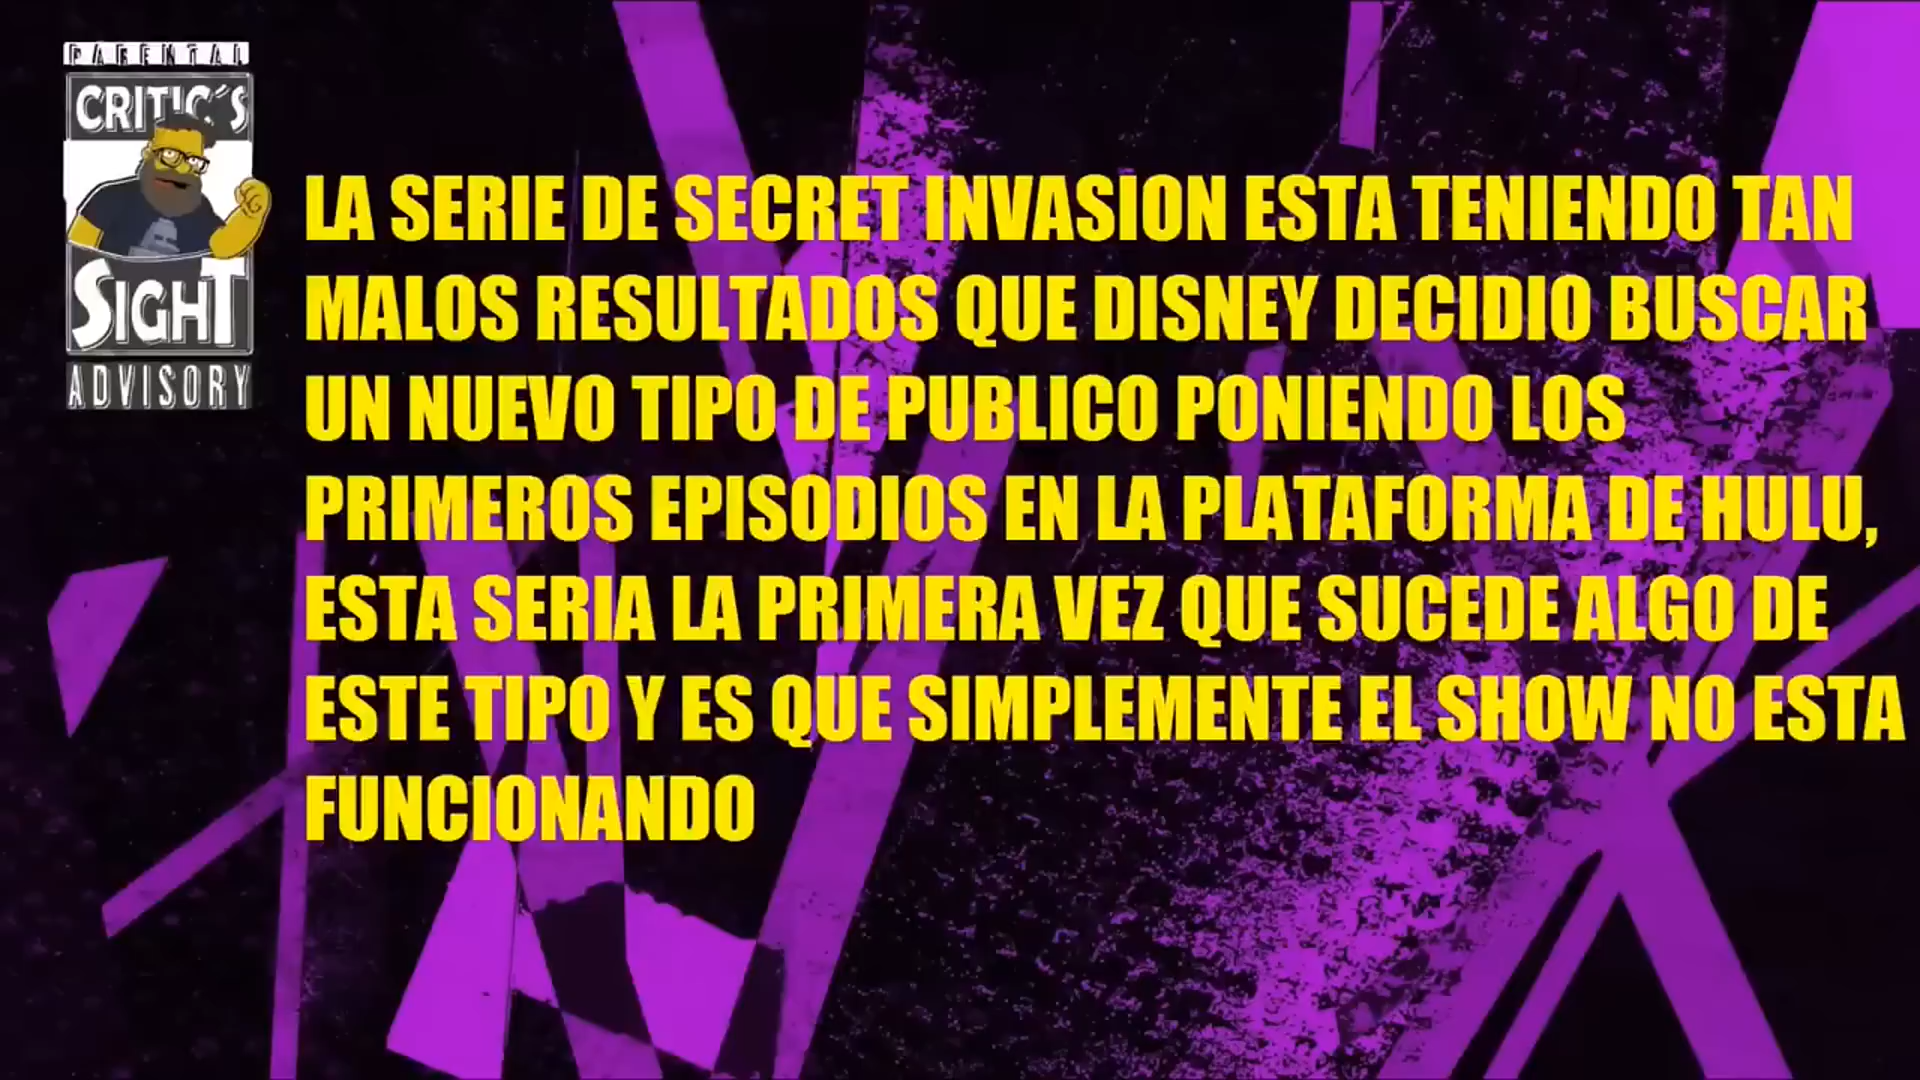 PARENTAL
CRITIC´S
SIGHT
ADVISORY
LA SERIE DE SECRET INVASION ESTA TENIENDO TAN
MALOS RESULTADOS QUE DISNEY DECIDIO BUSCAR
UN NUEVO TIPO DE PUBLICO PONIENDO LOS
PRIMEROS EPISODIOS EN LA PLATAFORMA DE HULU,
ESTA SERIA LA PRIMERA VEZ QUE SUCEDE ALGO DE
ESTE TIPO Y ES QUE SIMPLEMENTE EL SHOW NO ESTA
FUNCIONANDO